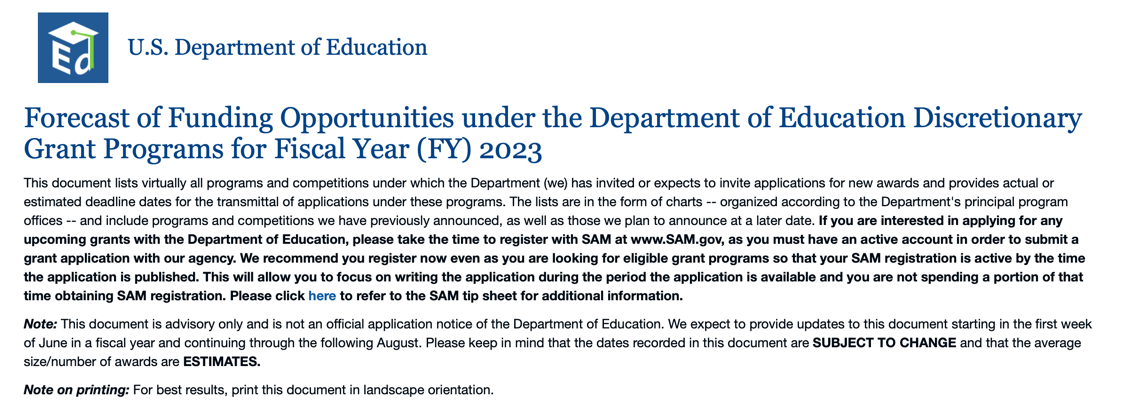 Ed
U.S. Department of Education
Forecast of Funding Opportunities under the Department of Education Discretionary
Grant Programs for Fiscal Year (FY) 2023
This document lists virtually all programs and competitions under which the Department (we) has invited or expects to invite applications for new awards and provides actual or
estimated deadline dates for the transmittal of applications under these programs. The lists are in the form of charts -- organized according to the Department's principal program
offices -- and include programs and competitions we have previously announced, as well as those we plan to announce at a later date. If you are interested in applying for any
upcoming grants with the Department of Education, please take the time to register with SAM at www.SAM.gov, as you must have an active account in order to submit a
grant application with our agency. We recommend you register now even as you are looking for eligible grant programs so that your SAM registration is active by the time
the application is published. This will allow you to focus on writing the application during the period the application is available and you are not spending a portion of that
time obtaining SAM registration. Please click here to refer to the SAM tip sheet for additional information.
Note: This document is advisory only and is not an official application notice of the Department of Education. We expect to provide updates to this document starting in the first week
of June in a fiscal year and continuing through the following August. Please keep in mind that the dates recorded in this document are SUBJECT TO CHANGE and that the average
size/number of awards are ESTIMATES.
Note on printing: For best results, print this document in landscape orientation.